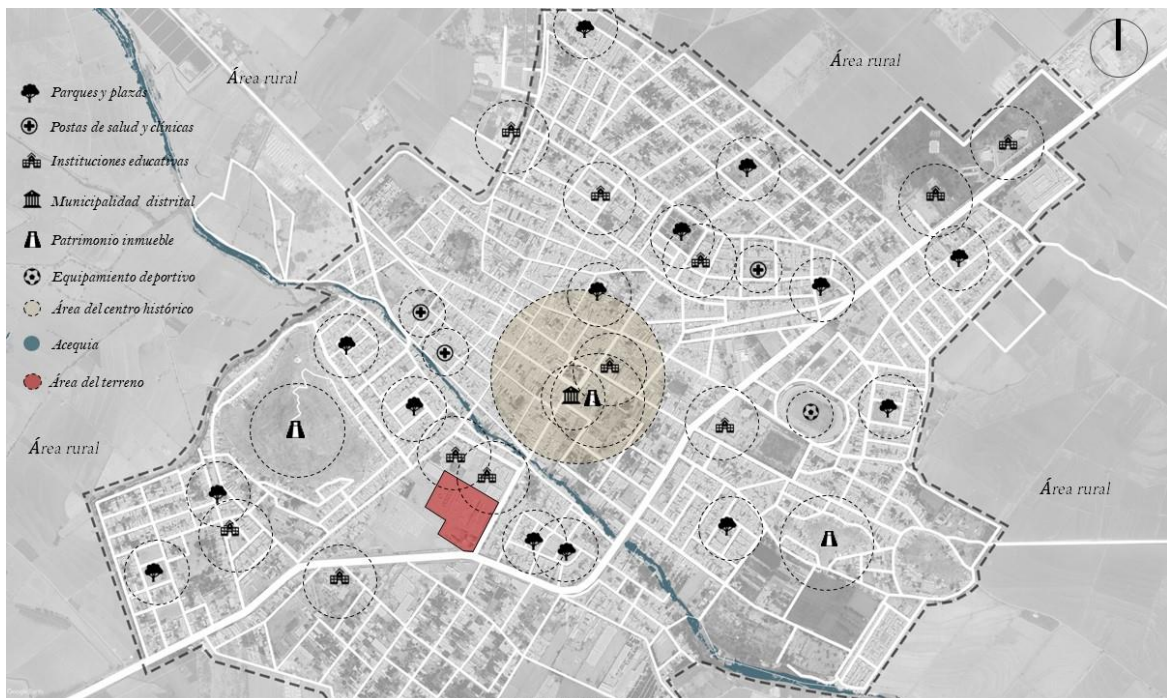 Área rural
Área rural
Parques y plazas
Postas de salud y clínicas
Instituciones educativas
Municipalidad distrital
Patrimonio inmueble
Equipamiento deportivo
Área del centro histórico
Acequia
Área del terreno
Área rural
Área rural